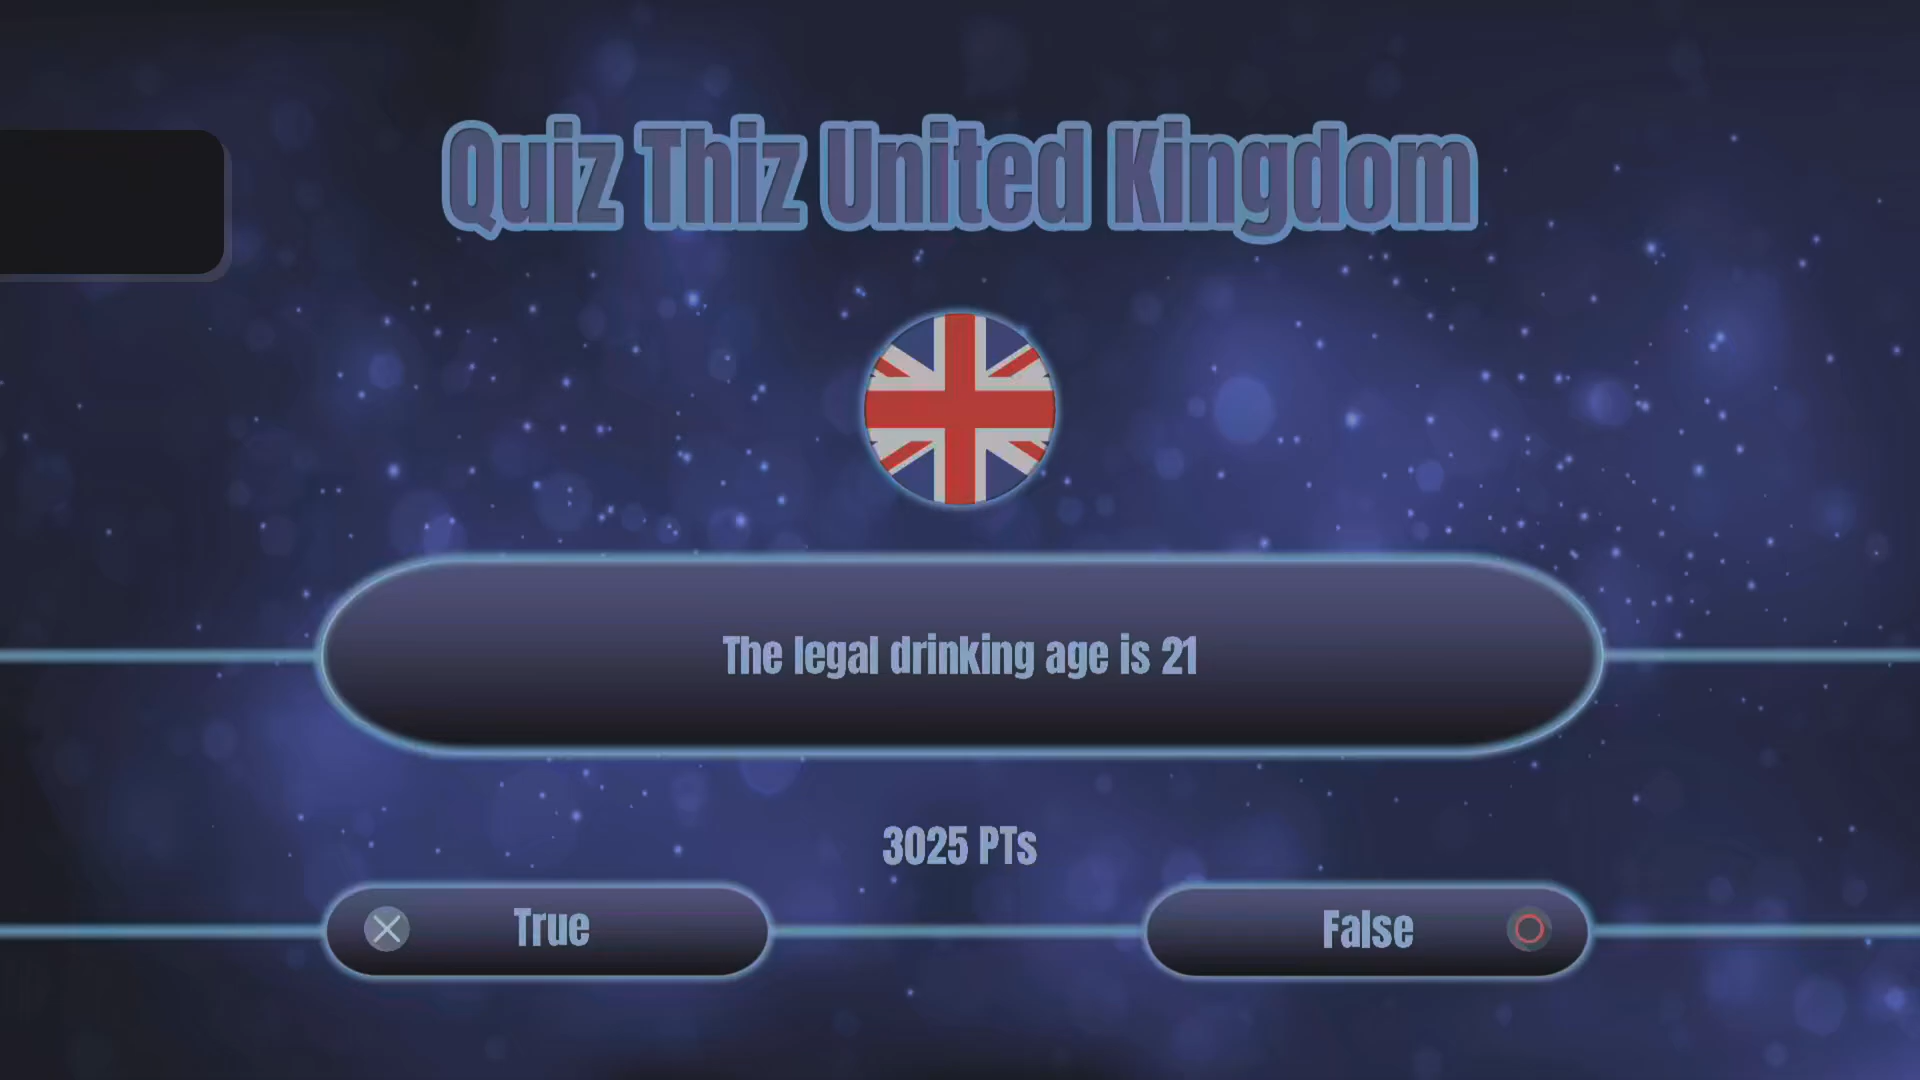 Quiz Thiz United Kingdom
The legal drinking age is 21
3025 PTs
True
False